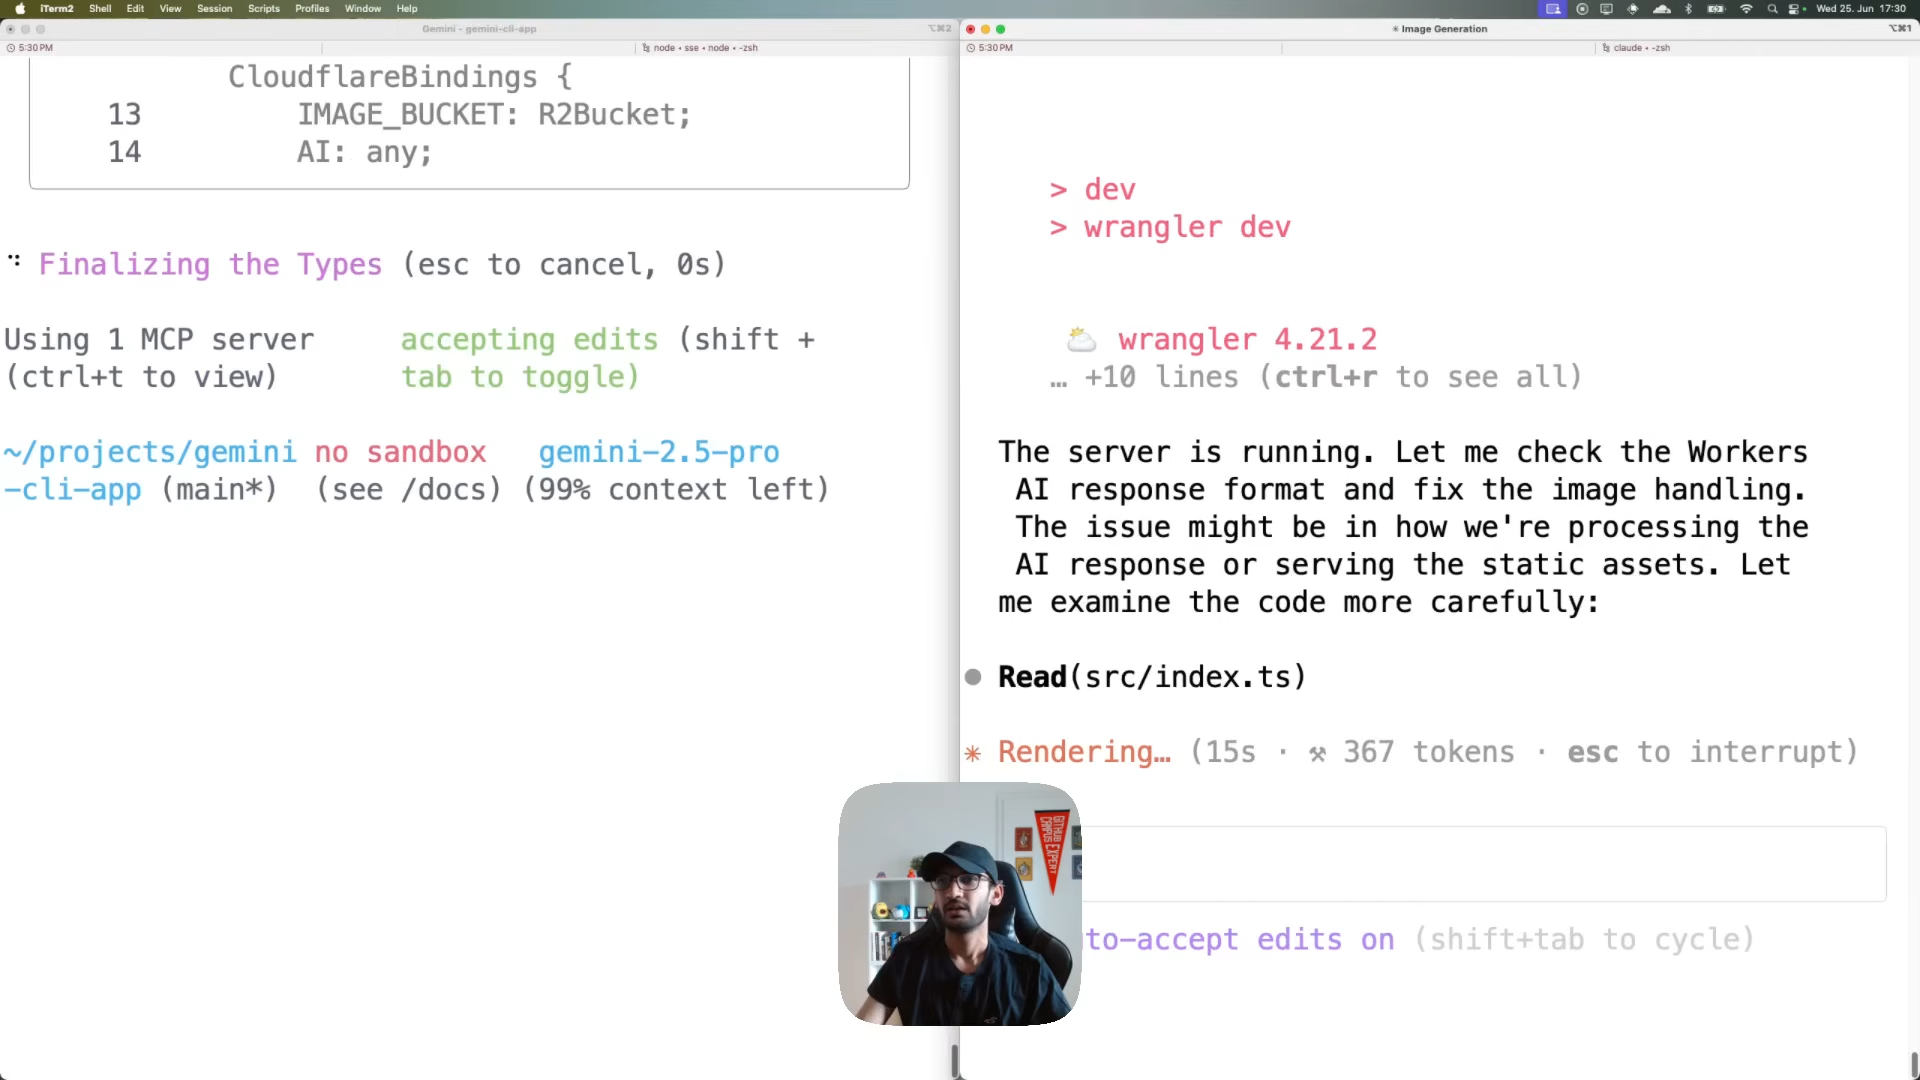 iTerm2 Shell Edit View Session Scripts Profiles Window Help
Wed 25. Jun 17:30
Gemini - gemini-cli-app ⌥⌘2
5:30 PM
node • sse • node • -zsh
CloudflareBindings {
13 IMAGE_BUCKET: R2Bucket;
14 AI: any;
Finalizing the Types (esc to cancel, 0s)
Using 1 MCP server accepting edits (shift +
(ctrl+t to view) tab to toggle)
~/projects/gemini no sandbox gemini-2.5-pro
-cli-app (main*) (see /docs) (99% context left)
✳ Image Generation ⌥⌘1
5:30 PM
claude • -zsh
> dev
> wrangler dev
⛅ wrangler 4.21.2
… +10 lines (ctrl+r to see all)
The server is running. Let me check the Workers
AI response format and fix the image handling.
The issue might be in how we're processing the
AI response or serving the static assets. Let
me examine the code more carefully:
● Read(src/index.ts)
✳ Rendering… (15s · ⚒ 367 tokens · esc to interrupt)
to-accept edits on (shift+tab to cycle)
GITHUB
CAMPUS EXPERT